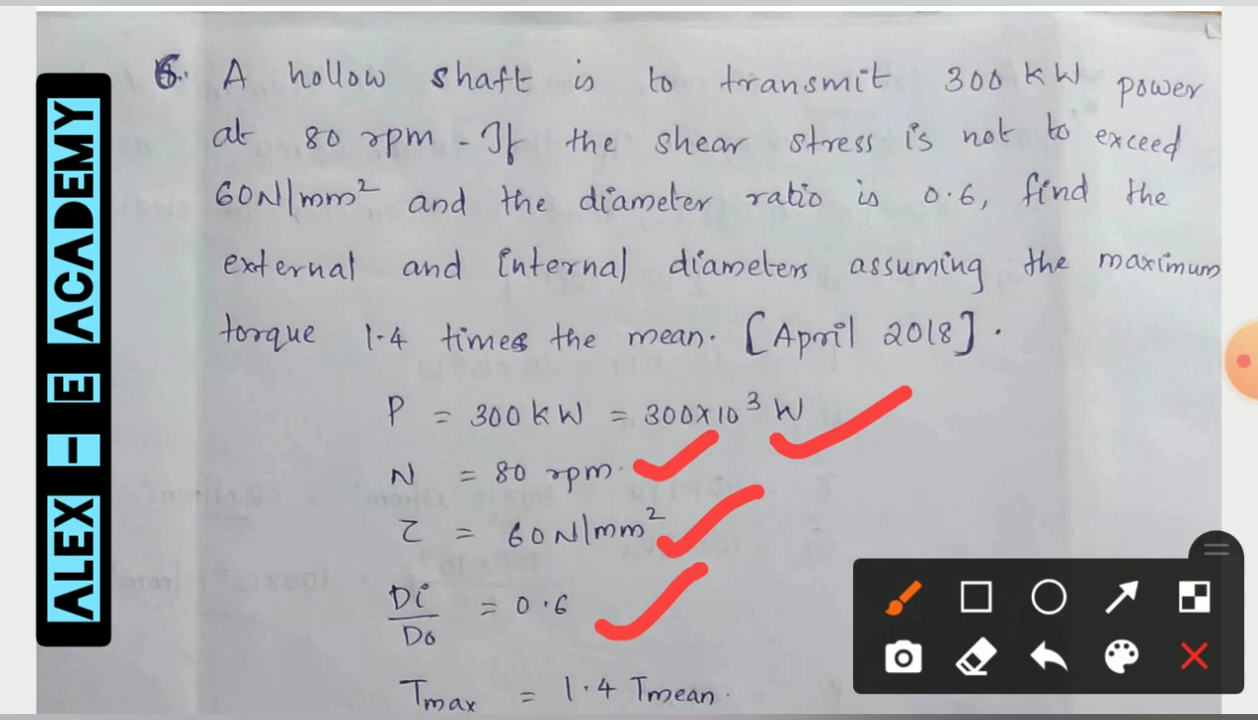 6. A hollow shaft is to transmit 300 kW power
at 80 rpm. If the shear stress is not to exceed
60N/mm² and the diameter ratio is 0.6, find the
external and internal diameters assuming the maximum
torque 1.4 times the mean. [April 2018].
P = 300 kW = 300×10³ W
N = 80 rpm.
τ = 60N/mm²
Di/Do = 0.6
Tmax = 1.4 Tmean.
ALEX - E ACADEMY